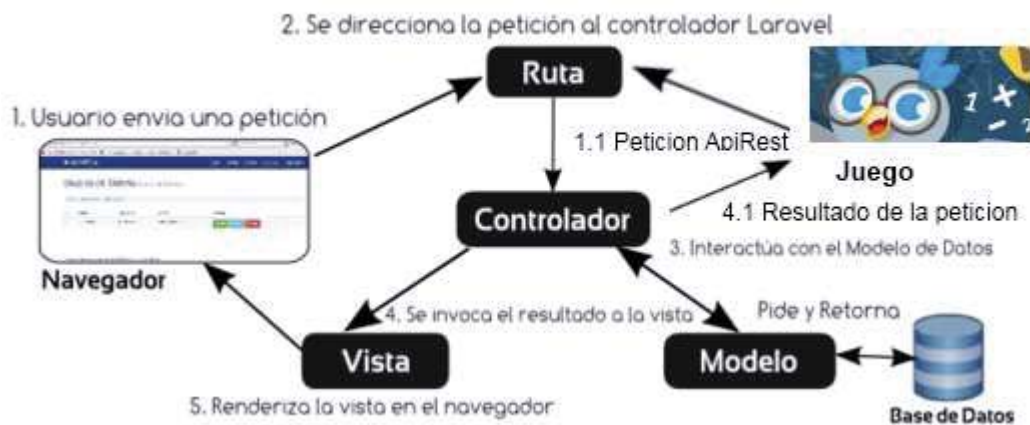 2. Se direcciona la petición al controlador Laravel
Ruta
1. Usuario envia una petición
1.1 Peticion ApiRest
Juego
Controlador
4.1 Resultado de la peticion
3. Interactúa con el Modelo de Datos
Navegador
4. Se invoca el resultado a la vista
Pide y Retorna
Vista
Modelo
5. Renderiza la vista en el navegador
Base de Datos